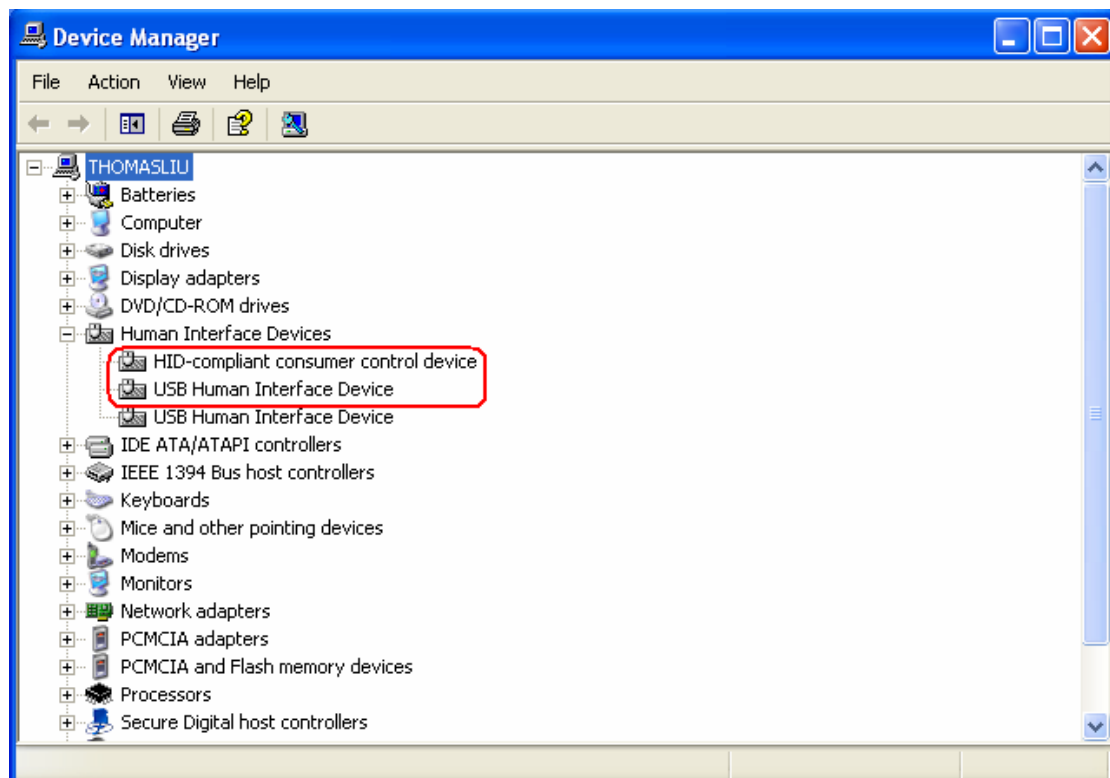 Device Manager
File Action View Help
THOMASLIU
Batteries
Computer
Disk drives
Display adapters
DVD/CD-ROM drives
Human Interface Devices
HID-compliant consumer control device
USB Human Interface Device
USB Human Interface Device
IDE ATA/ATAPI controllers
IEEE 1394 Bus host controllers
Keyboards
Mice and other pointing devices
Modems
Monitors
Network adapters
PCMCIA adapters
PCMCIA and Flash memory devices
Processors
Secure Digital host controllers